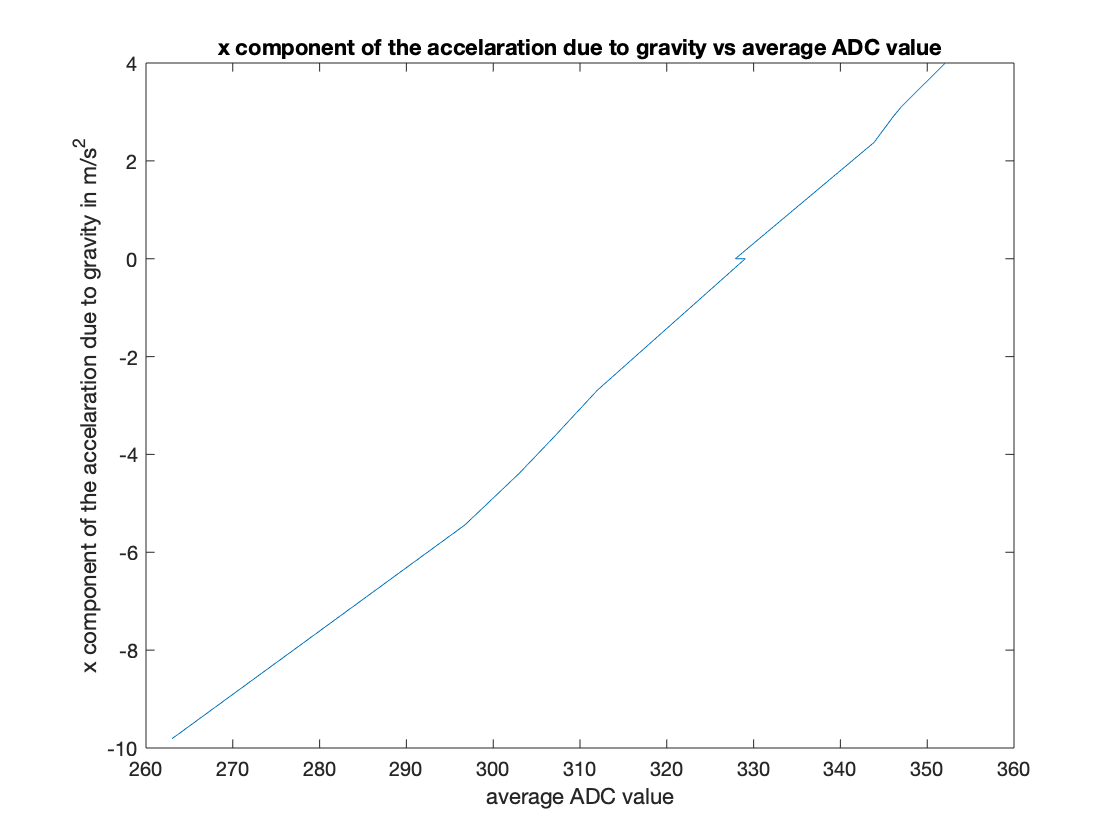 x component of the accelaration due to gravity vs average ADC value
4
2
0
-2
-4
-6
-8
-10
x component of the accelaration due to gravity in m/s²
260 270 280 290 300 310 320 330 340 350 360
average ADC value